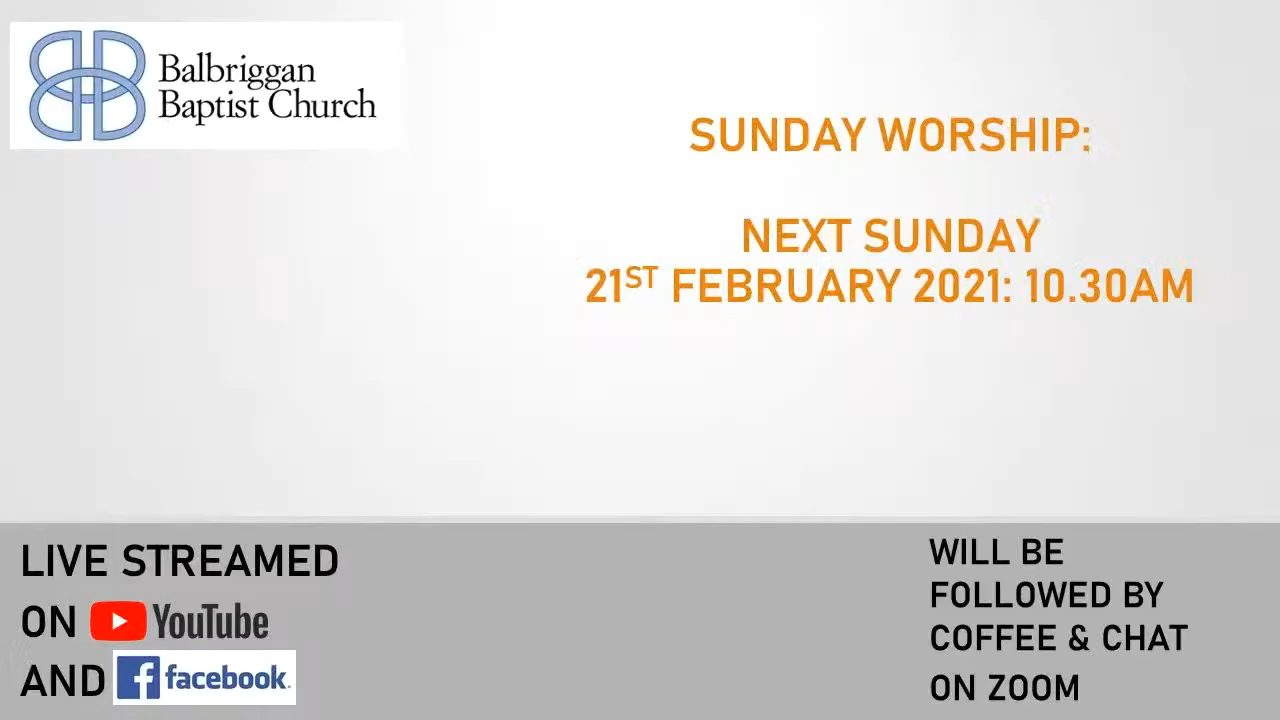 Balbriggan
Baptist Church
SUNDAY WORSHIP:
NEXT SUNDAY
21ST FEBRUARY 2021: 10.30AM
LIVE STREAMED
ON YouTube
AND facebook.
WILL BE
FOLLOWED BY
COFFEE & CHAT
ON ZOOM